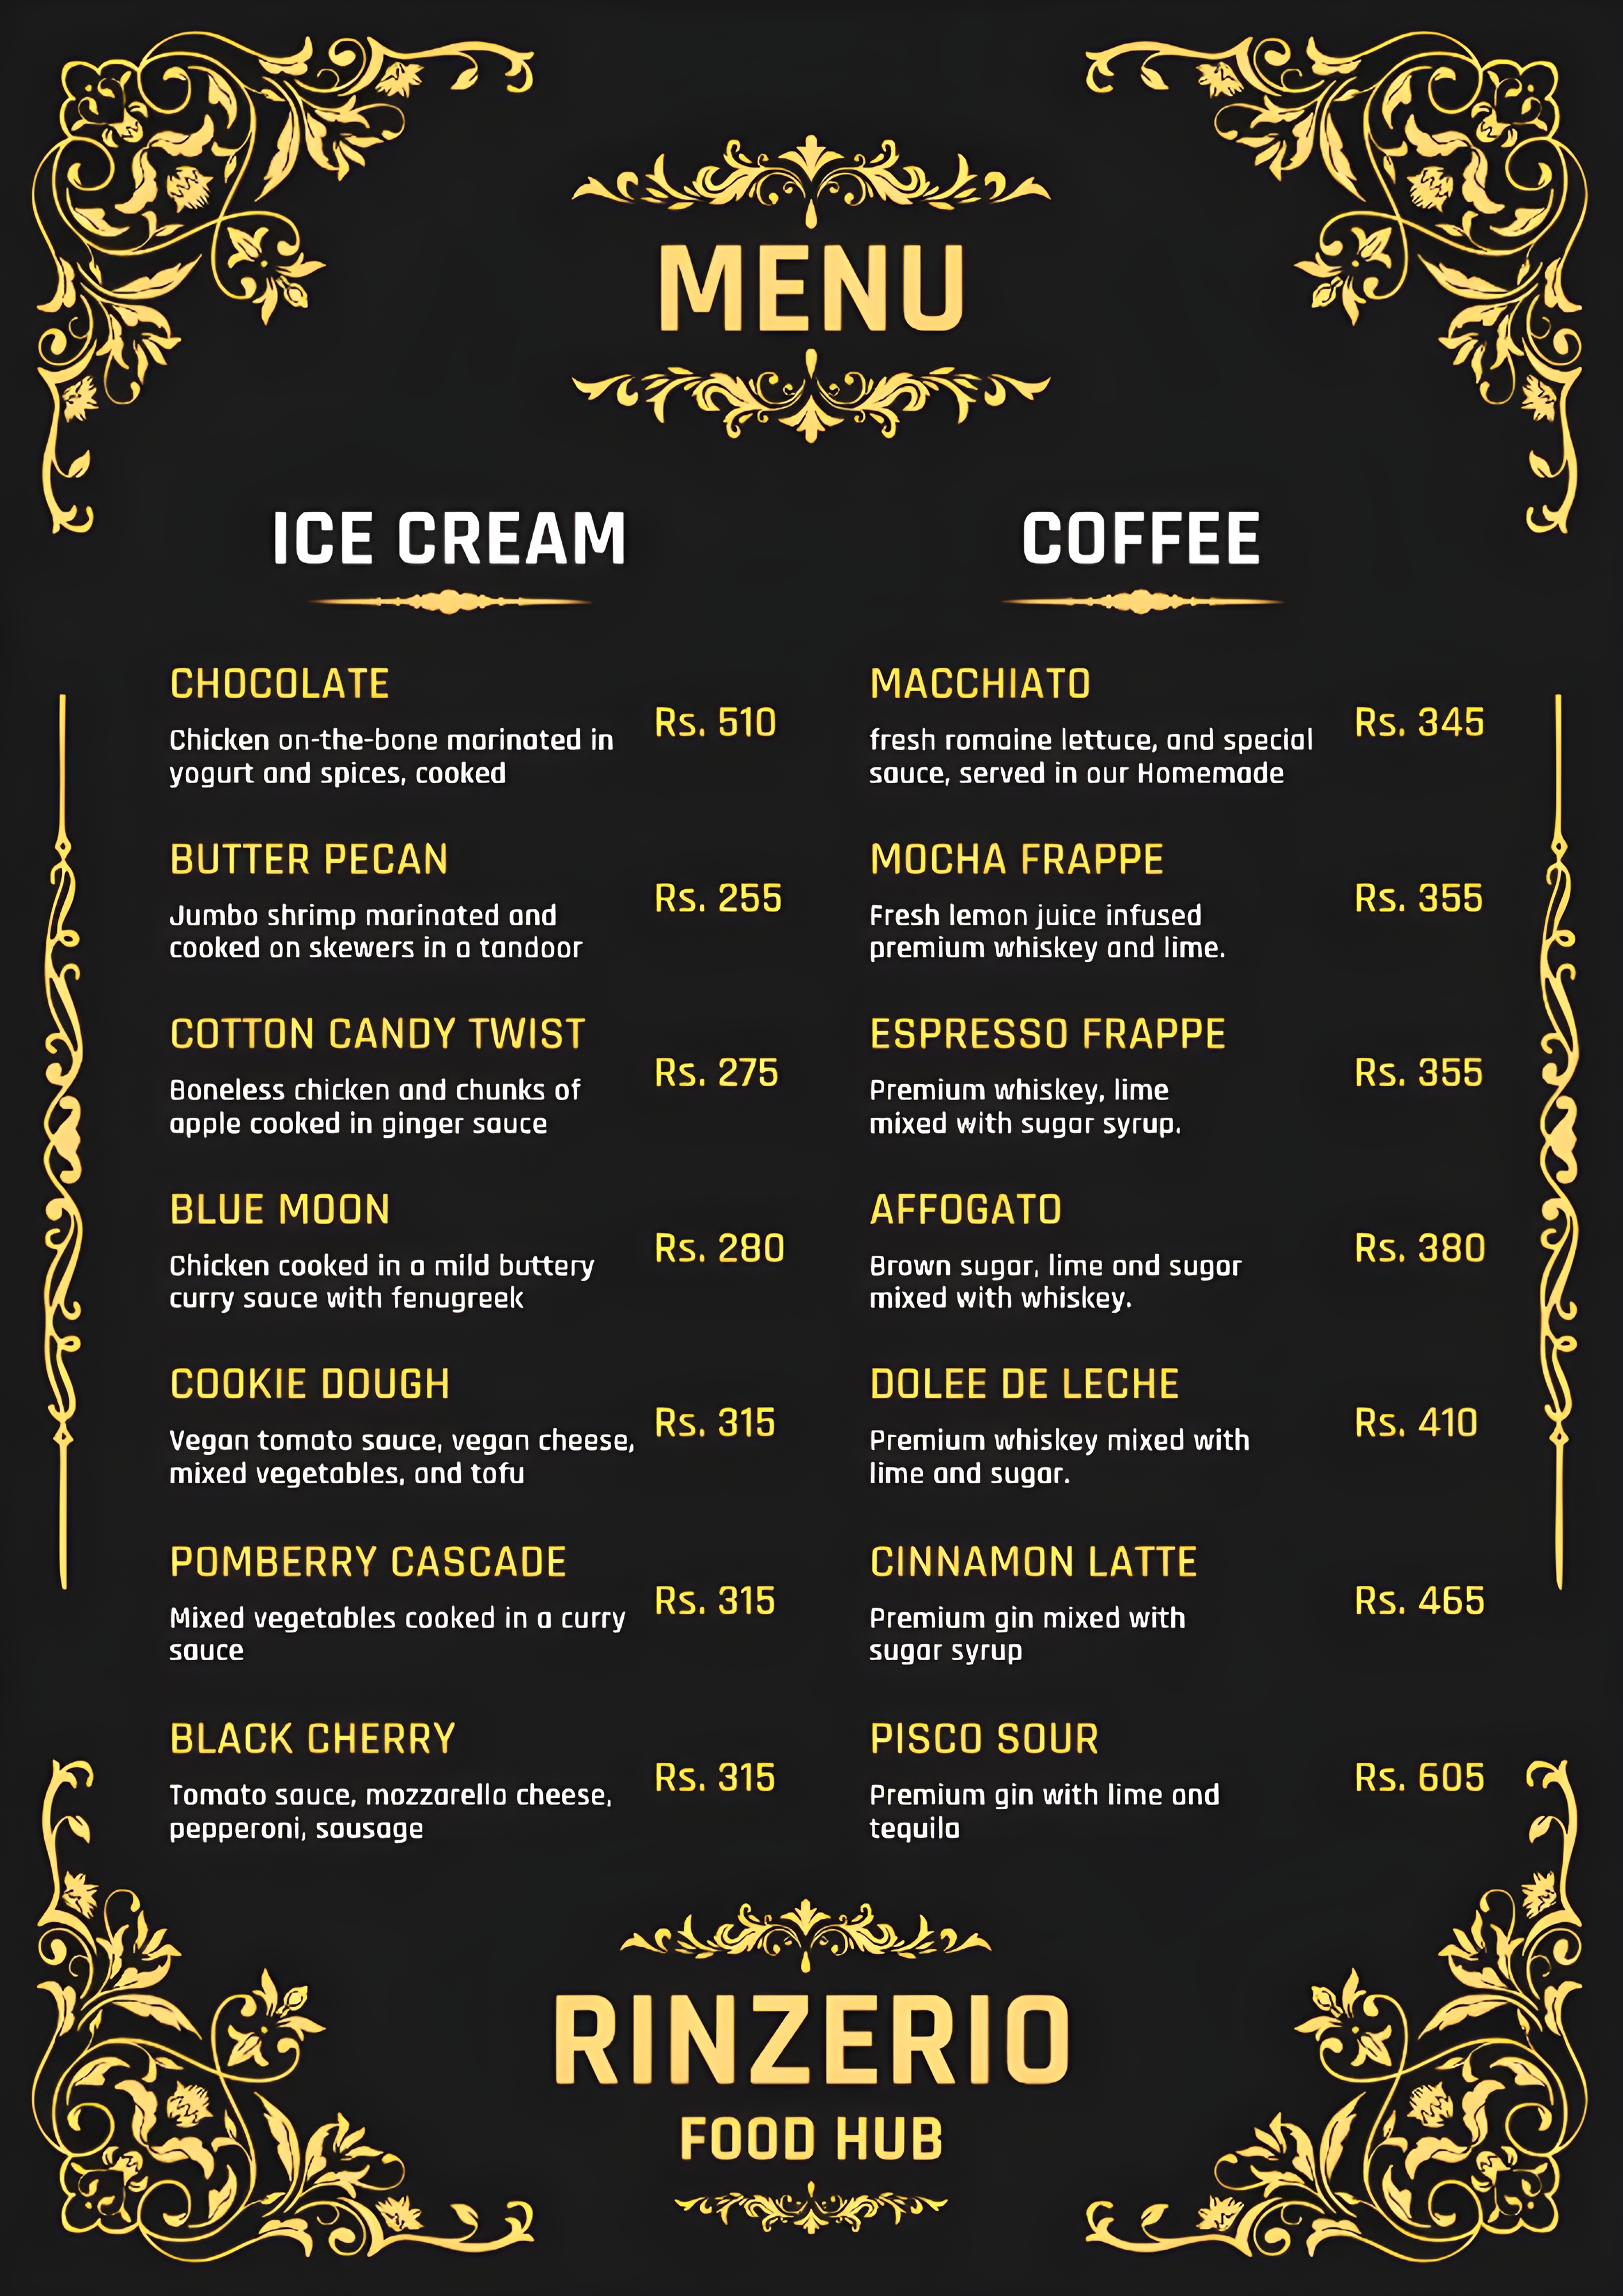 MENU
ICE CREAM
CHOCOLATE
Rs. 510
Chicken on-the-bone marinated in
yogurt and spices, cooked
BUTTER PECAN
Rs. 255
Jumbo shrimp marinated and
cooked on skewers in a tandoor
COTTON CANDY TWIST
Rs. 275
Boneless chicken and chunks of
apple cooked in ginger sauce
BLUE MOON
Rs. 280
Chicken cooked in a mild buttery
curry sauce with fenugreek
COOKIE DOUGH
Rs. 315
Vegan tomato sauce, vegan cheese,
mixed vegetables, and tofu
POMBERRY CASCADE
Rs. 315
Mixed vegetables cooked in a curry
sauce
BLACK CHERRY
Rs. 315
Tomato sauce, mozzarella cheese,
pepperoni, sausage
COFFEE
MACCHIATO
Rs. 345
fresh romaine lettuce, and special
sauce, served in our Homemade
MOCHA FRAPPE
Rs. 355
Fresh lemon juice infused
premium whiskey and lime.
ESPRESSO FRAPPE
Rs. 355
Premium whiskey, lime
mixed with sugar syrup.
AFFOGATO
Rs. 380
Brown sugar, lime and sugar
mixed with whiskey.
DOLEE DE LECHE
Rs. 410
Premium whiskey mixed with
lime and sugar.
CINNAMON LATTE
Rs. 465
Premium gin mixed with
sugar syrup
PISCO SOUR
Rs. 605
Premium gin with lime and
tequila
RINZERIO
FOOD HUB